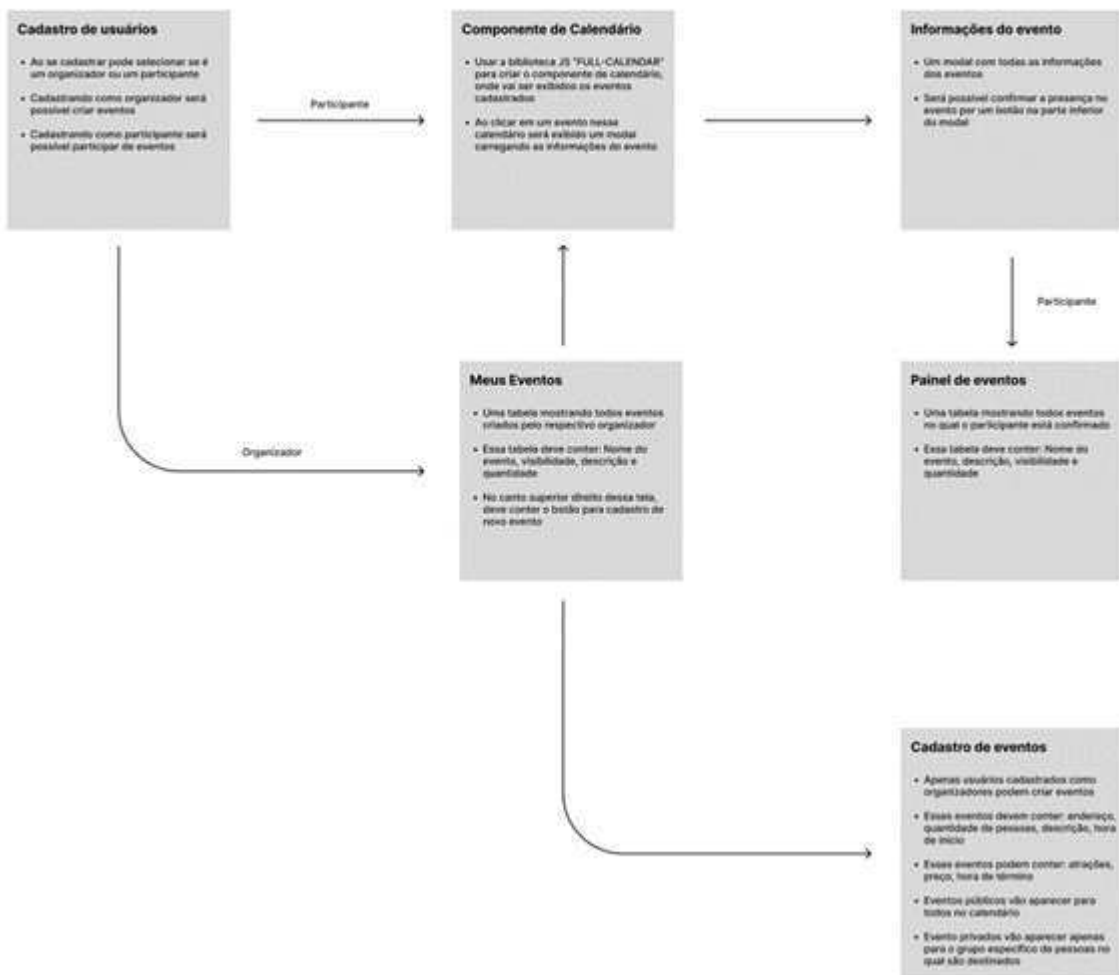 Cadastro de usuários
• Ao se cadastrar pode selecionar se é
um organizador ou um participante
• Cadastrando como organizador será
possível criar eventos
• Cadastrando como participante será
possível participar de eventos
Participante
Componente de Calendário
• Usar a biblioteca JS "FULL-CALENDAR"
para criar o componente de calendário,
onde vai ser exibidos os eventos
cadastrados
• Ao clicar em um evento nesse
calendário será exibido um modal
carregando as informações do evento
Informações do evento
• Um modal com todas as informações
dos eventos
• Será possível confirmar a presença no
evento por um botão na parte inferior
do modal
Participante
Organizador
Meus Eventos
• Uma tabela mostrando todos eventos
criados pelo respectivo organizador
• Essa tabela deve conter: Nome do
evento, visibilidade, descrição e
quantidade
• No canto superior direito dessa tela,
deve conter o botão para cadastro de
novo evento
Painel de eventos
• Uma tabela mostrando todos eventos
no qual o participante está confirmado
• Essa tabela deve conter: Nome do
evento, descrição, visibilidade e
quantidade
Cadastro de eventos
• Apenas usuários cadastrados como
organizadores podem criar eventos
• Esses eventos devem conter: endereço,
quantidade de pessoas, descrição, hora
de início
• Esses eventos podem conter: atrações,
preço, hora de término
• Eventos públicos vão aparecer para
todos no calendário
• Evento privados vão aparecer apenas
para o grupo específico de pessoas no
qual são destinados